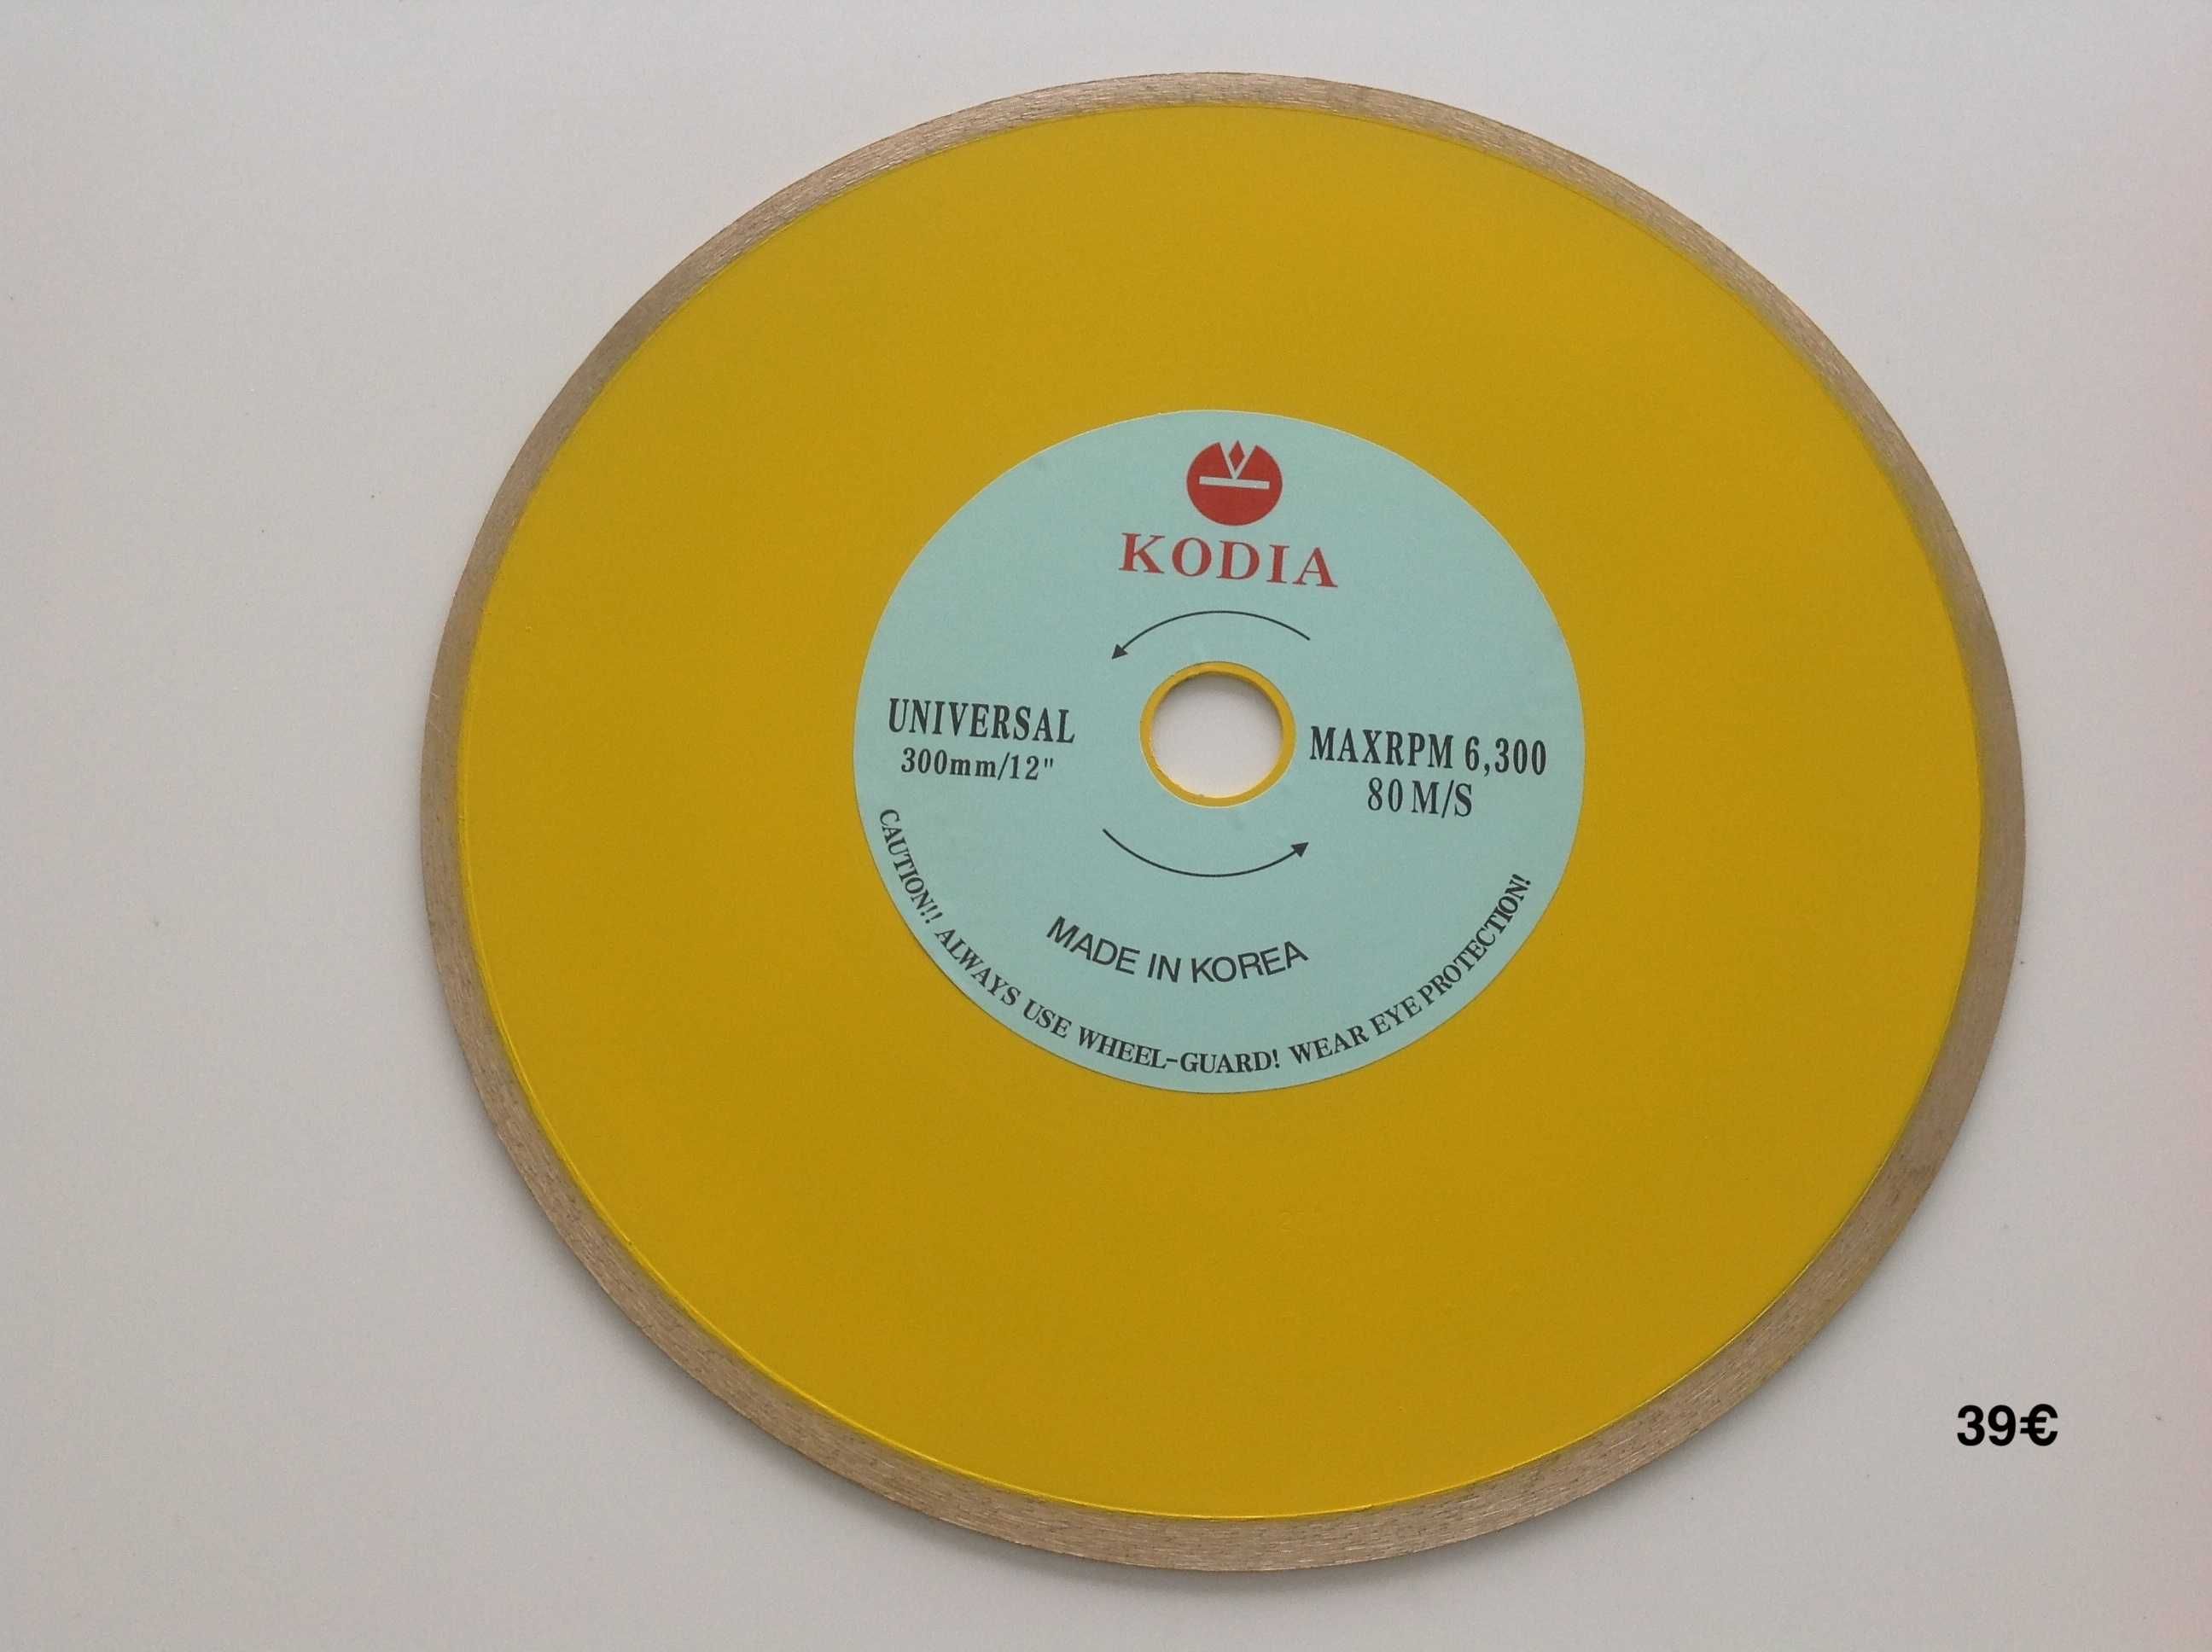 KODIA
UNIVERSAL
300mm/12"
MAXRPM 6,300
80 M/S
MADE IN KOREA
CAUTION!! ALWAYS USE WHEEL-GUARD! WEAR EYE PROTECTION!
39€